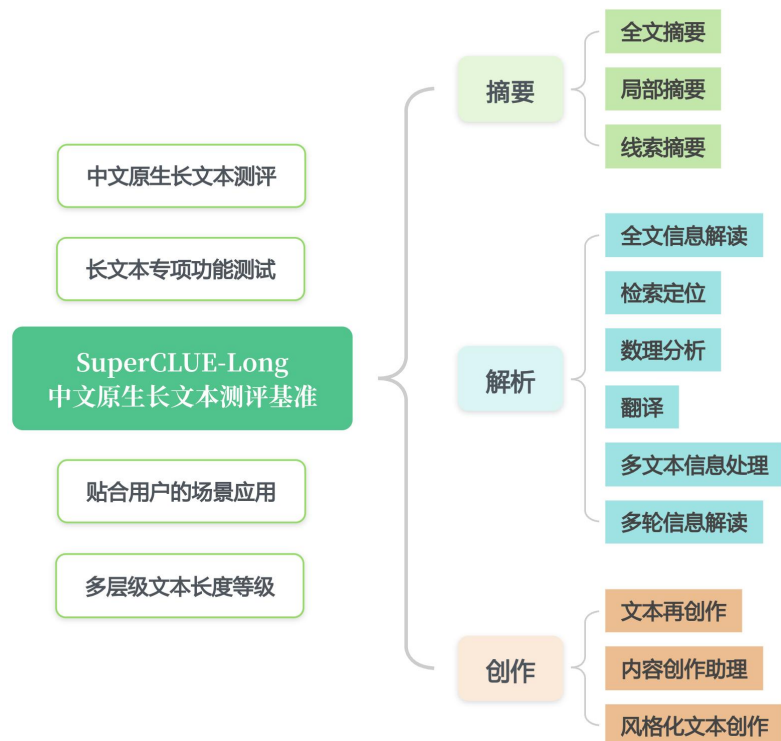 中文原生长文本测评
长文本专项功能测试
SuperCLUE-Long
中文原生长文本测评基准
贴合用户的场景应用
多层级文本长度等级
摘要
全文摘要
局部摘要
线索摘要
解析
全文信息解读
检索定位
数理分析
翻译
多文本信息处理
多轮信息解读
创作
文本再创作
内容创作助理
风格化文本创作